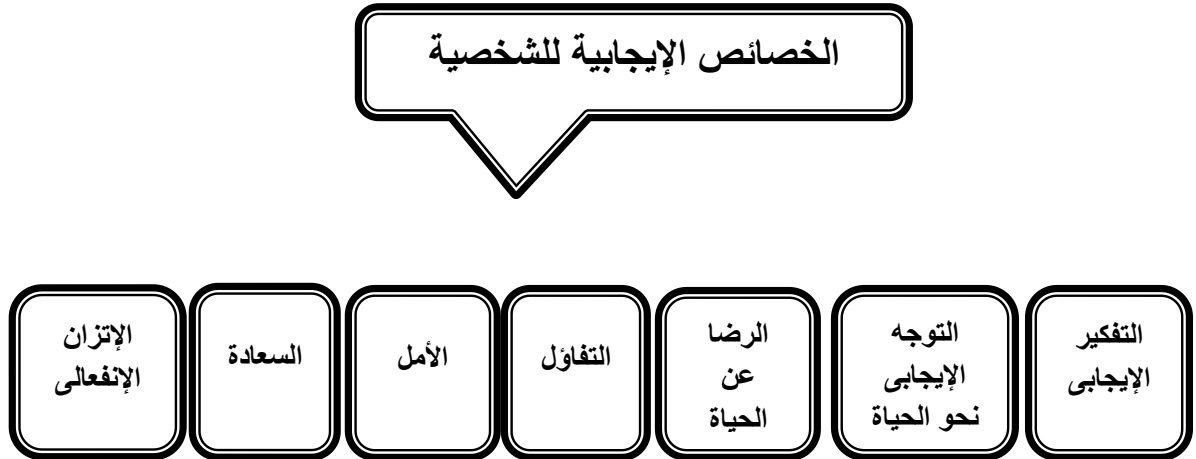 الخصائص الإيجابية للشخصية
التفكير
الإيجابى
التوجه
الإيجابى
نحو الحياة
الرضا
عن
الحياة
التفاؤل
الأمل
السعادة
الإتزان
الإنفعالى